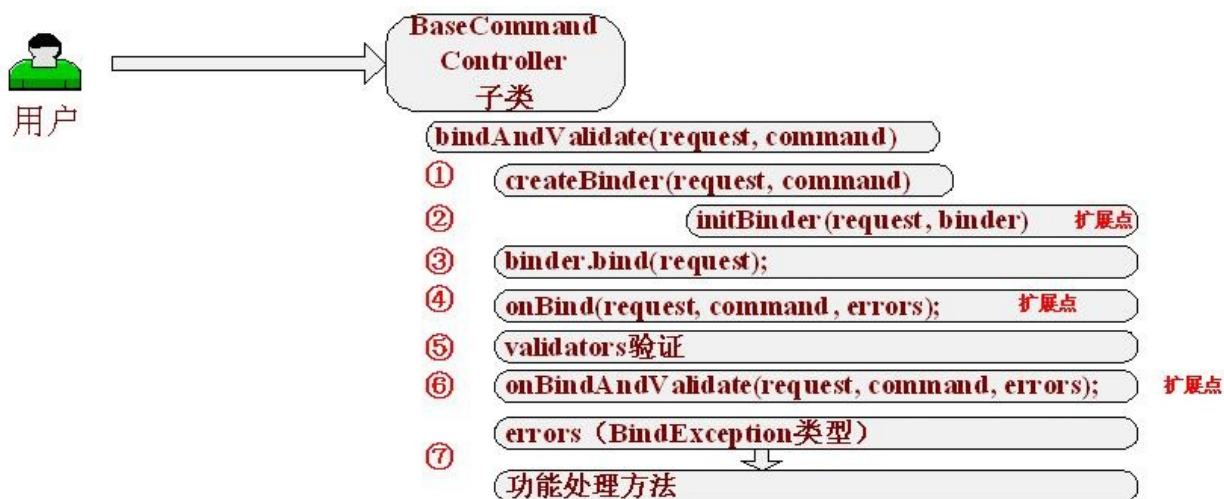 BaseCommand
Controller
子类
用户
bindAndValidate(request, command)
① createBinder(request, command)
② initBinder(request, binder) 扩展点
③ binder.bind(request);
④ onBind(request, command, errors); 扩展点
⑤ validators验证
⑥ onBindAndValidate(request, command, errors); 扩展点
errors（BindException类型）
⑦
功能处理方法